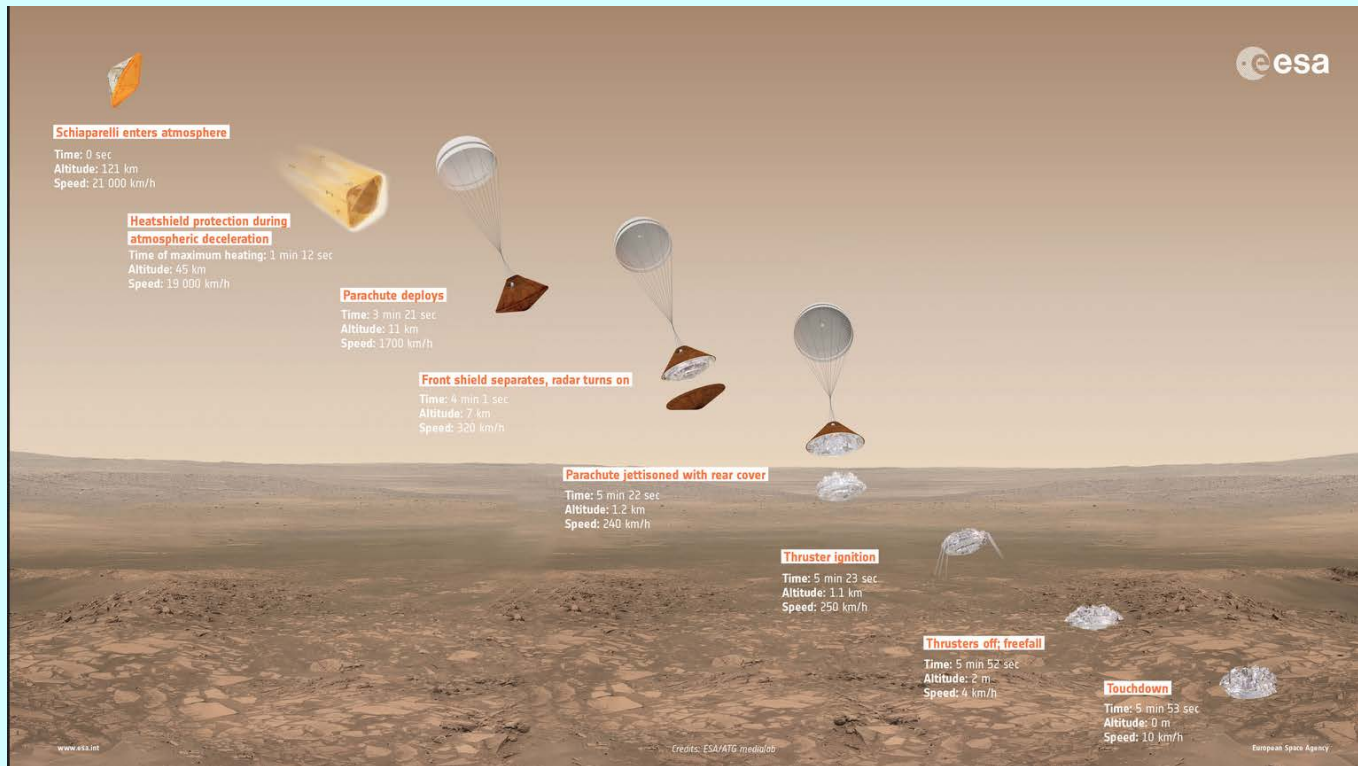 esa
Schiaparelli enters atmosphere
Time: 0 sec
Altitude: 121 km
Speed: 21 000 km/h
Heatshield protection during
atmospheric deceleration
Time of maximum heating: 1 min 12 sec
Altitude: 45 km
Speed: 19 000 km/h
Parachute deploys
Time: 3 min 21 sec
Altitude: 11 km
Speed: 1700 km/h
Front shield separates, radar turns on
Time: 4 min 1 sec
Altitude: 7 km
Speed: 320 km/h
Parachute jettisoned with rear cover
Time: 5 min 22 sec
Altitude: 1.2 km
Speed: 240 km/h
Thruster ignition
Time: 5 min 23 sec
Altitude: 1.1 km
Speed: 250 km/h
Thrusters off; freefall
Time: 5 min 52 sec
Altitude: 2 m
Speed: 4 km/h
Touchdown
Time: 5 min 53 sec
Altitude: 0 m
Speed: 10 km/h
www.esa.int
Credits: ESA/ATG medialab
European Space Agency